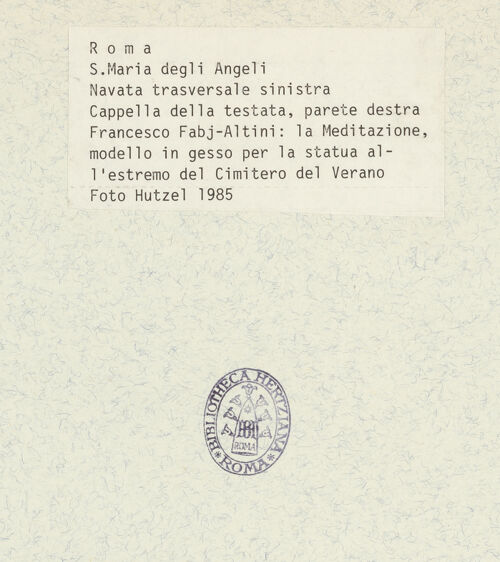 R o m a
S.Maria degli Angeli
Navata trasversale sinistra
Cappella della testata, parete destra
Francesco Fabj-Altini: la Meditazione,
modello in gesso per la statua al-
l'estremo del Cimitero del Verano
Foto Hutzel 1985
BIBLIOTHECA HERTZIANA
ROMA
* ROMA *